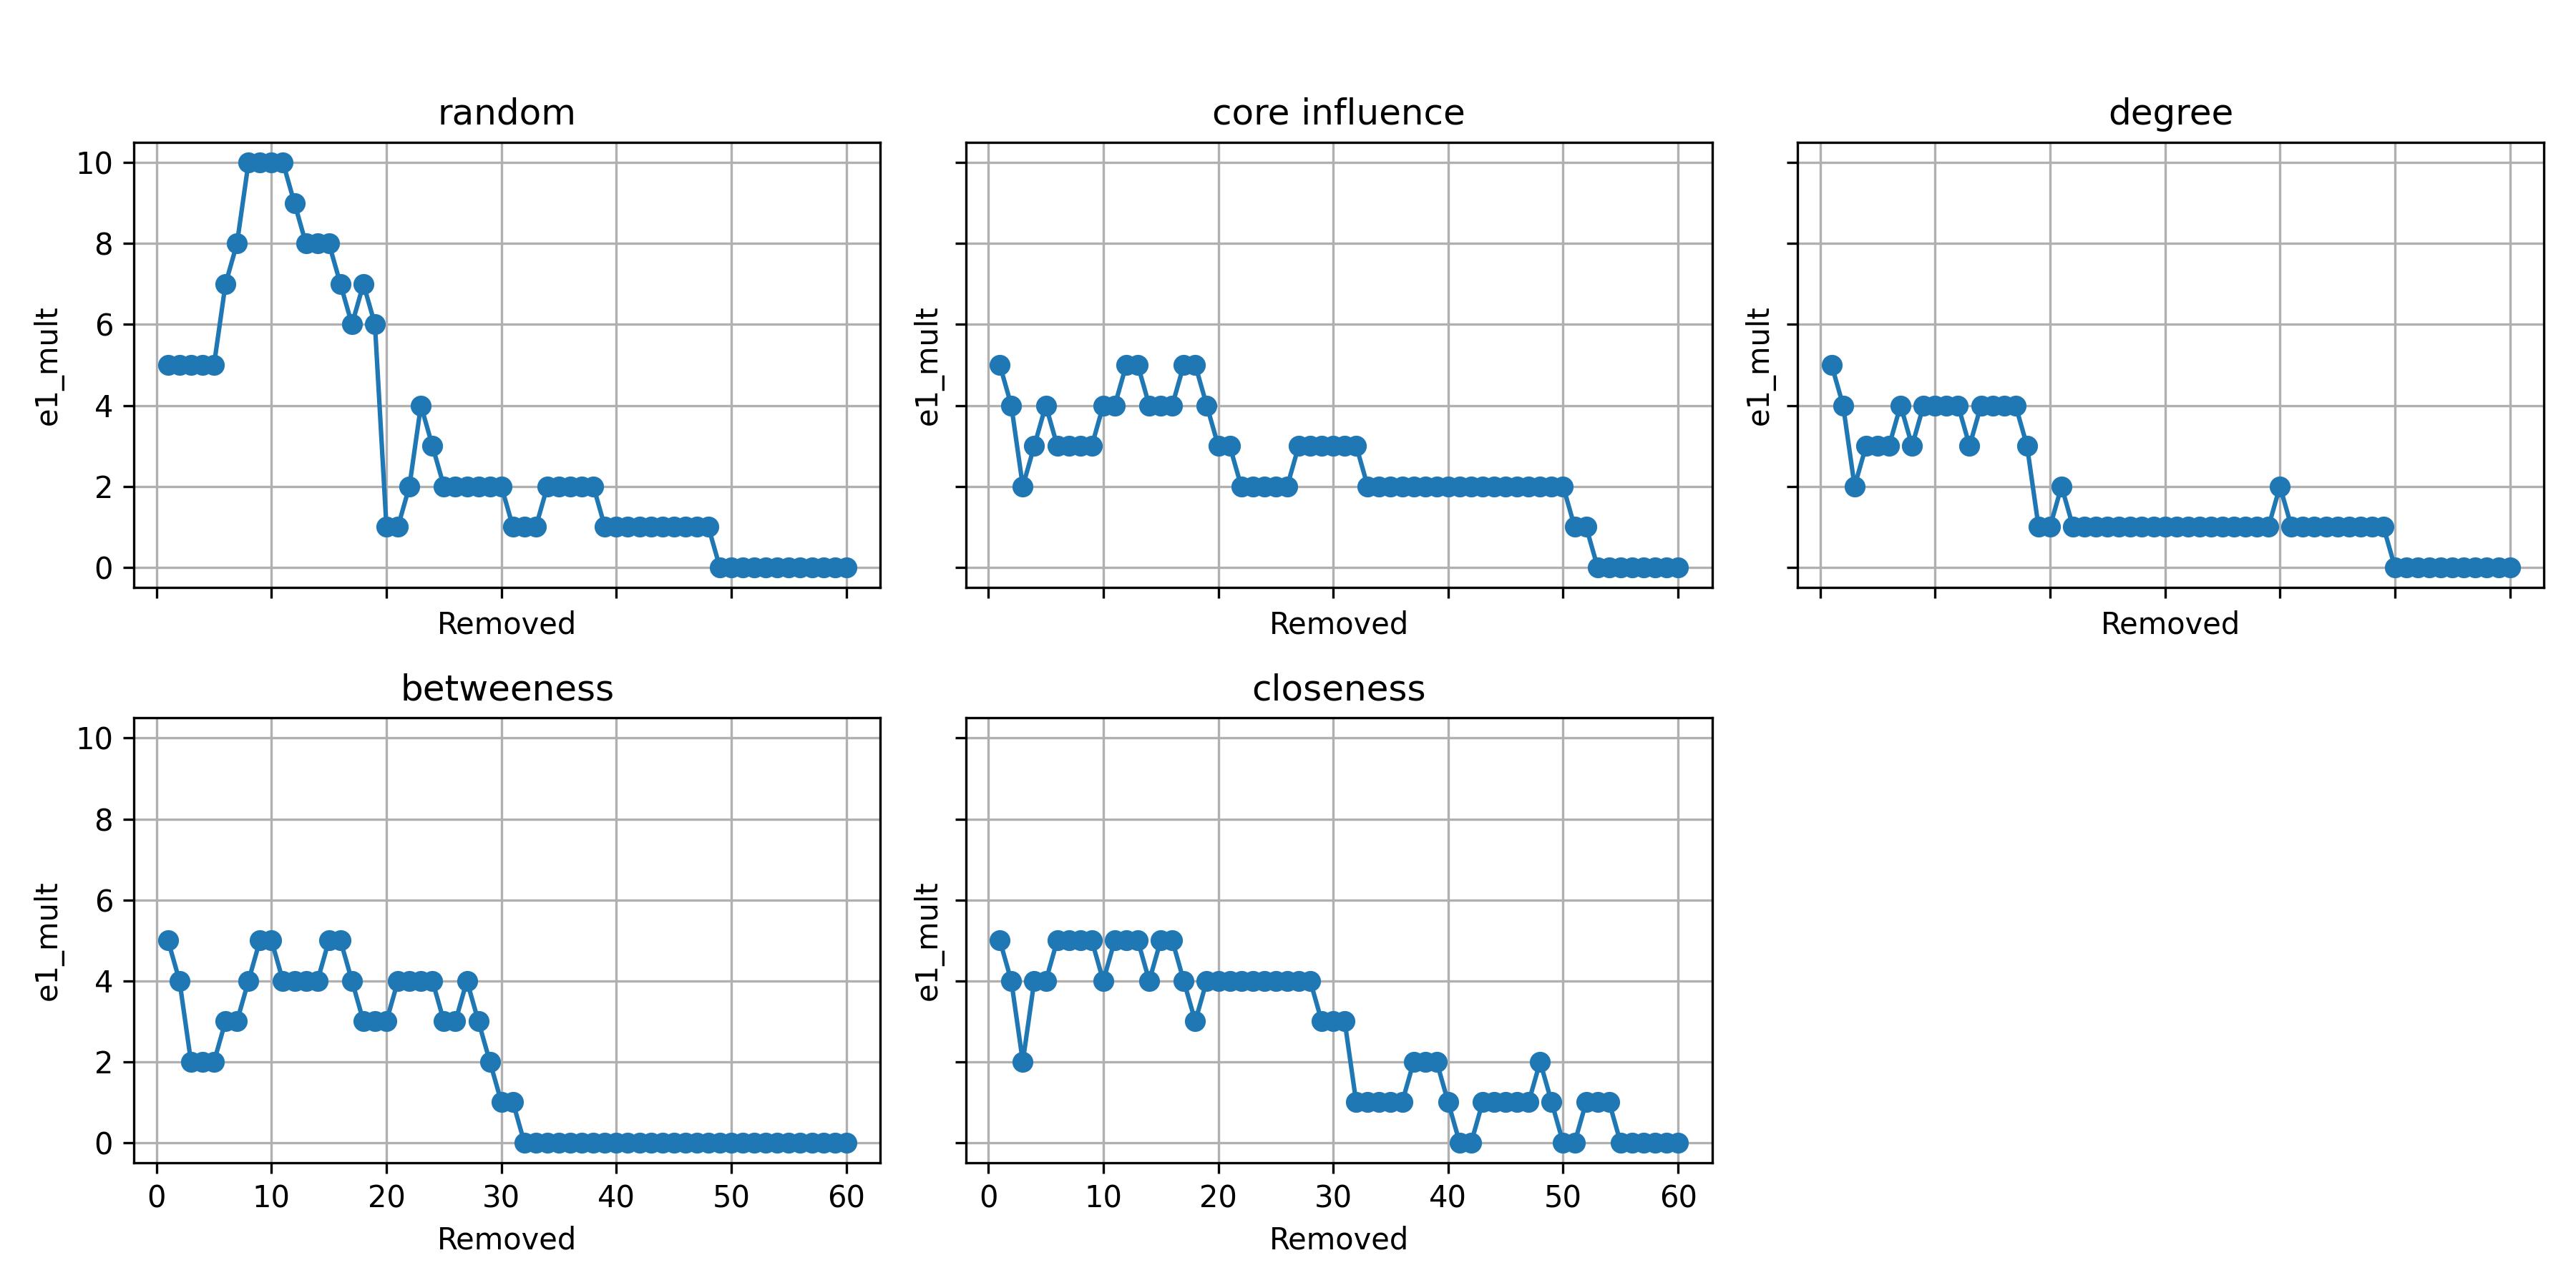 random
core influence
degree
10
8
6
4
2
0
e1_mult
e1_mult
e1_mult
Removed
Removed
Removed
betweeness
closeness
10
8
6
4
2
0
e1_mult
e1_mult
0 10 20 30 40 50 60
0 10 20 30 40 50 60
Removed
Removed